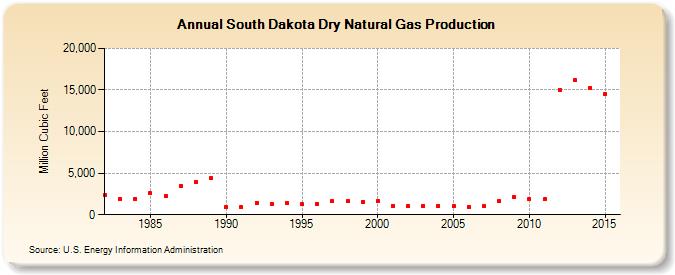 Annual South Dakota Dry Natural Gas Production
Million Cubic Feet
20,000
15,000
10,000
5,000
0
1985 1990 1995 2000 2005 2010 2015
Source: U.S. Energy Information Administration